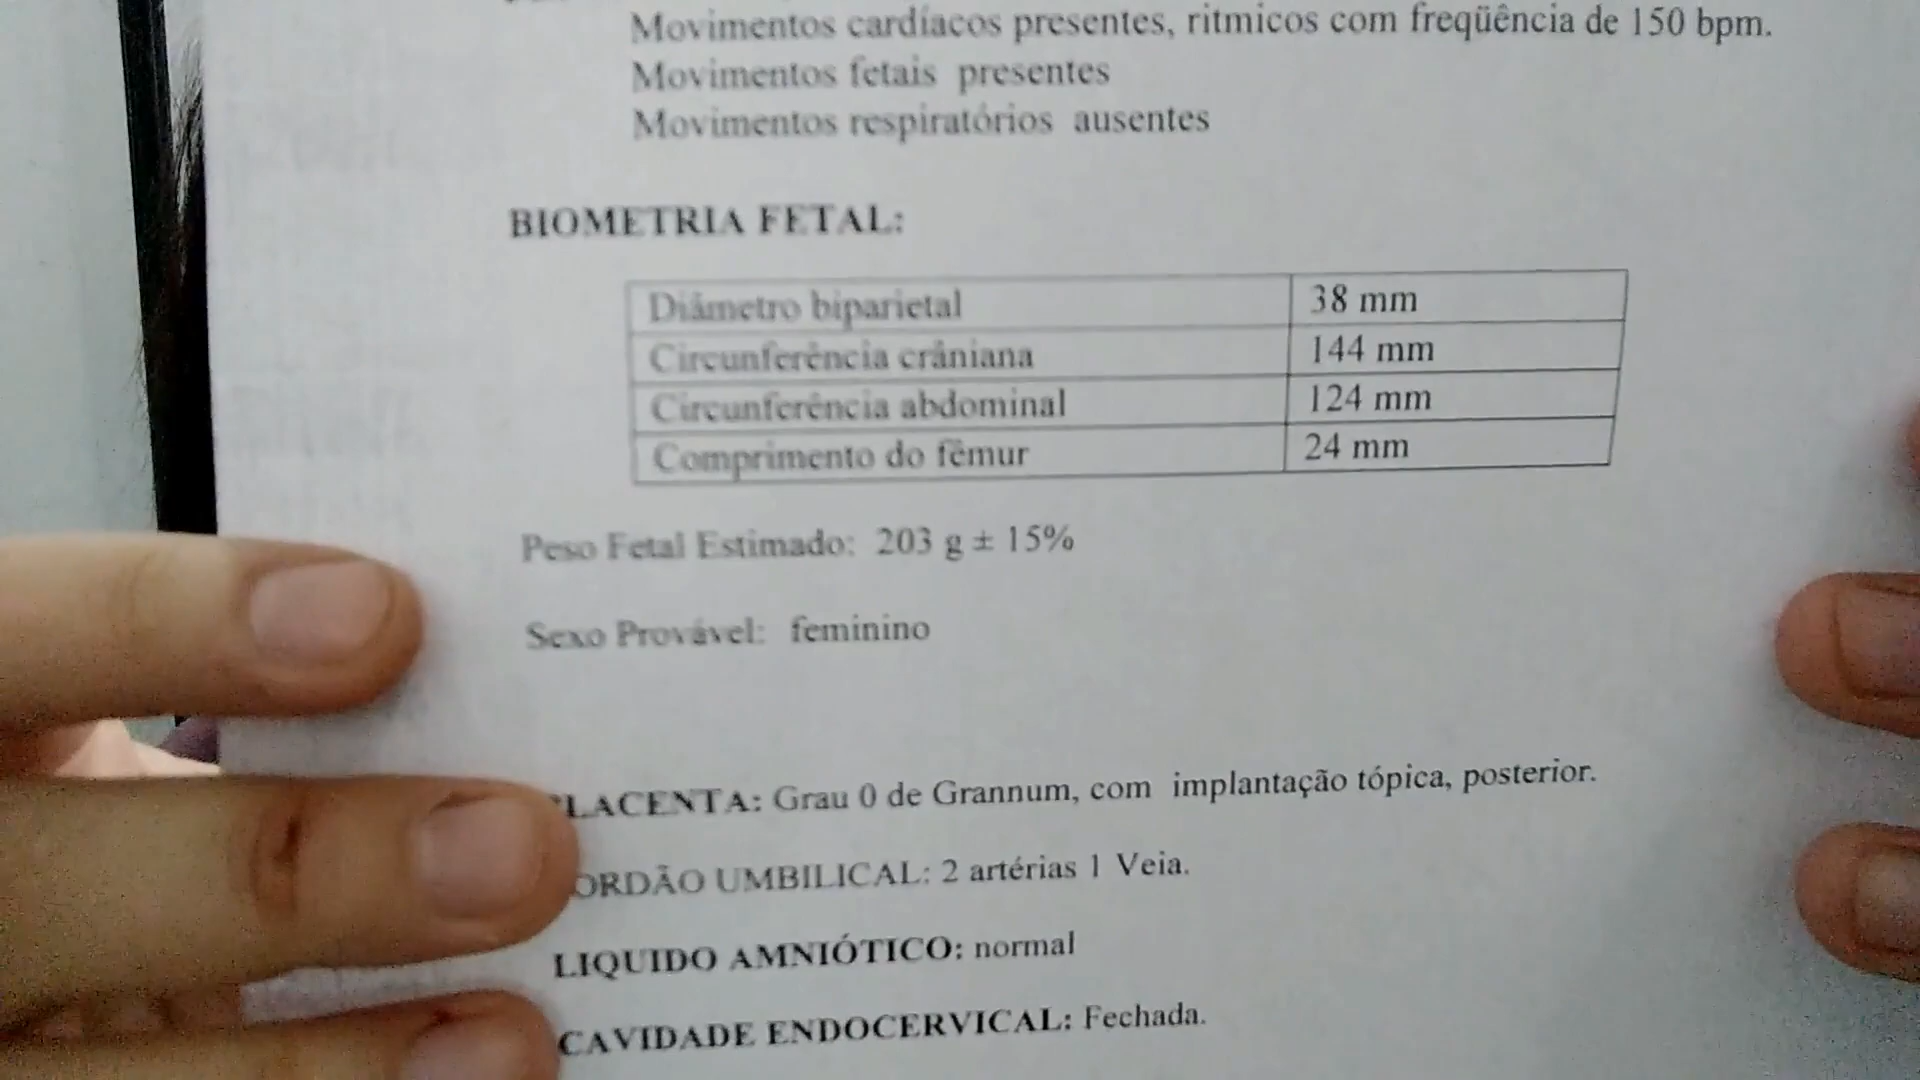 Movimentos cardíacos presentes, ritmicos com freqüência de 150 bpm.
Movimentos fetais presentes
Movimentos respiratórios ausentes
BIOMETRIA FETAL:
Diâmetro biparietal 38 mm
Circunferência crâniana 144 mm
Circunferência abdominal 124 mm
Comprimento do fêmur 24 mm
Peso Fetal Estimado: 203 g ± 15%
Sexo Provável: feminino
LACENTA: Grau 0 de Grannum, com implantação tópica, posterior.
ORDÃO UMBILICAL: 2 artérias 1 Veia.
LIQUIDO AMNIÓTICO: normal
CAVIDADE ENDOCERVICAL: Fechada.